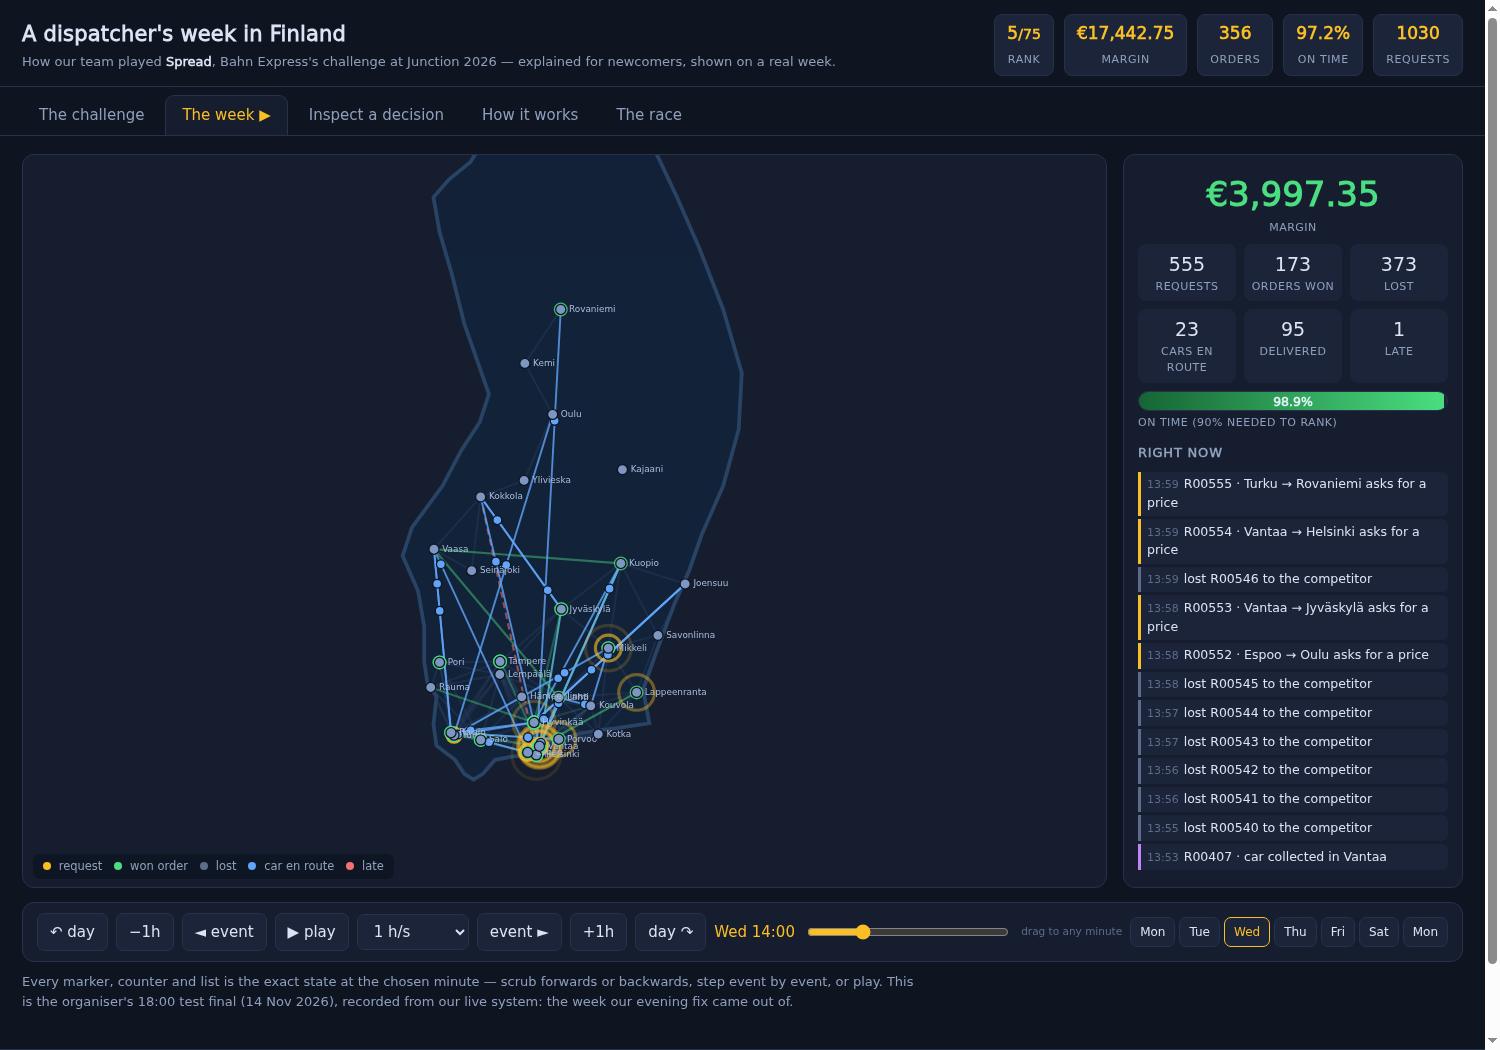 A dispatcher's week in Finland
How our team played Spread, Bahn Express's challenge at Junction 2026 — explained for newcomers, shown on a real week.
5/75
RANK
€17,442.75
MARGIN
356
ORDERS
97.2%
ON TIME
1030
REQUESTS
The challenge
The week ▶
Inspect a decision
How it works
The race
Rovaniemi
Kemi
Oulu
Kajaani
Ylivieska
Kokkola
Vaasa
Seinäjoki
Kuopio
Joensuu
Jyväskylä
Savonlinna
Mikkeli
Pori
Tampere
Lempäälä
Rauma
Lappeenranta
Kouvola
Hyvinkää
Salo
Porvoo
Kotka
Vantaa
Helsinki
request
won order
lost
car en route
late
€3,997.35
MARGIN
555
REQUESTS
173
ORDERS WON
373
LOST
23
CARS EN
ROUTE
95
DELIVERED
1
LATE
98.9%
ON TIME (90% NEEDED TO RANK)
RIGHT NOW
13:59 R00555 · Turku → Rovaniemi asks for a
price
13:59 R00554 · Vantaa → Helsinki asks for a
price
13:59 lost R00546 to the competitor
13:58 R00553 · Vantaa → Jyväskylä asks for a
price
13:58 R00552 · Espoo → Oulu asks for a price
13:58 lost R00545 to the competitor
13:57 lost R00544 to the competitor
13:57 lost R00543 to the competitor
13:56 lost R00542 to the competitor
13:56 lost R00541 to the competitor
13:55 lost R00540 to the competitor
13:53 R00407 · car collected in Vantaa
↶ day
−1h
◄ event
▶ play
1 h/s
event ►
+1h
day ↷
Wed 14:00
drag to any minute
Mon
Tue
Wed
Thu
Fri
Sat
Mon
Every marker, counter and list is the exact state at the chosen minute — scrub forwards or backwards, step event by event, or play. This
is the organiser's 18:00 test final (14 Nov 2026), recorded from our live system: the week our evening fix came out of.